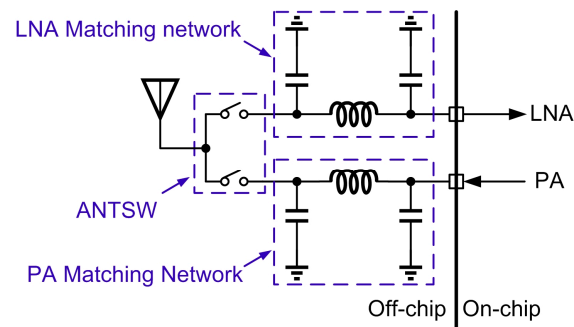 LNA Matching network
LNA
PA
ANTSW
PA Matching Network
Off-chip On-chip